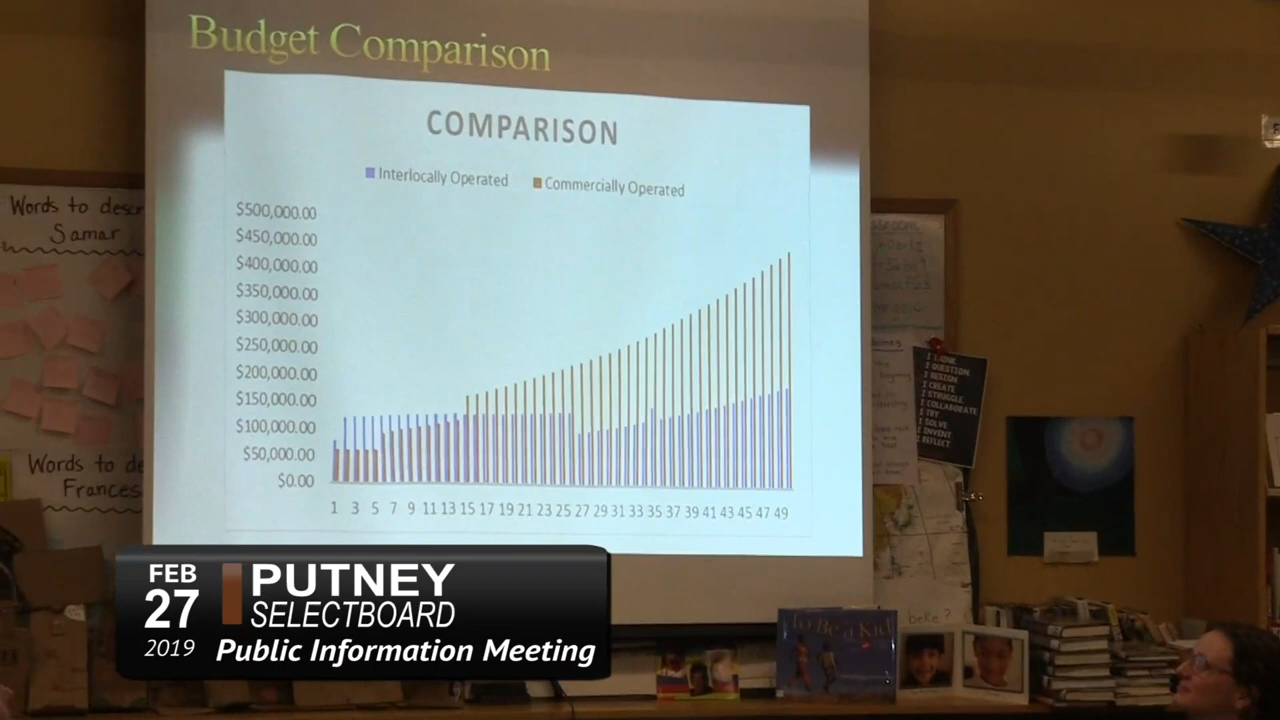 Budget Comparison
COMPARISON
Interlocally Operated
Commercially Operated
$500,000.00
$450,000.00
$400,000.00
$350,000.00
$300,000.00
$250,000.00
$200,000.00
$150,000.00
$100,000.00
$50,000.00
$0.00
1 3 5 7 9 11 13 15 17 19 21 23 25 27 29 31 33 35 37 39 41 43 45 47 49
Words to descr
Samar
Words to de
Frances
I THINK
I QUESTION
I DESIGN
I CREATE
I STRUGGLE
I COLLABORATE
I TRY
I SOLVE
I INVENT
I REFLECT
beke?
To Be a Kid
FEB
27
2019
PUTNEY
SELECTBOARD
Public Information Meeting